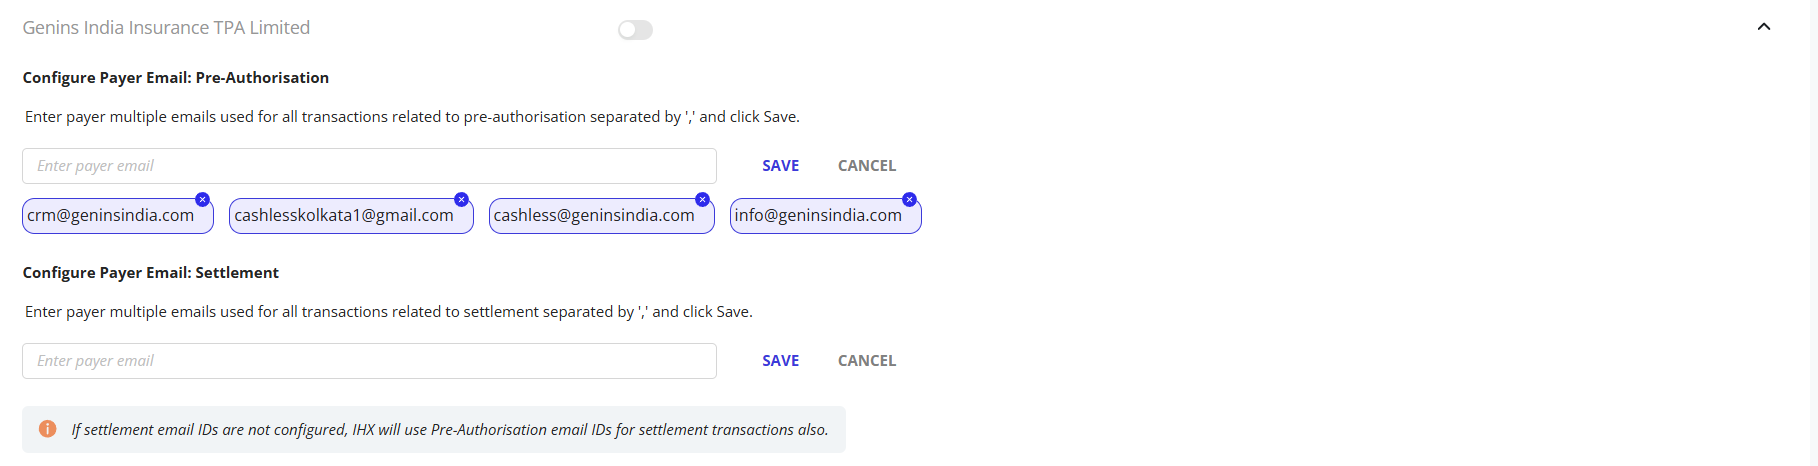 Genins India Insurance TPA Limited
Configure Payer Email: Pre-Authorisation
Enter payer multiple emails used for all transactions related to pre-authorisation separated by ',' and click Save.
Enter payer email SAVE CANCEL
crm@geninsindia.com cashlesskolkata1@gmail.com cashless@geninsindia.com info@geninsindia.com
Configure Payer Email: Settlement
Enter payer multiple emails used for all transactions related to settlement separated by ',' and click Save.
Enter payer email SAVE CANCEL
If settlement email IDs are not configured, IHX will use Pre-Authorisation email IDs for settlement transactions also.